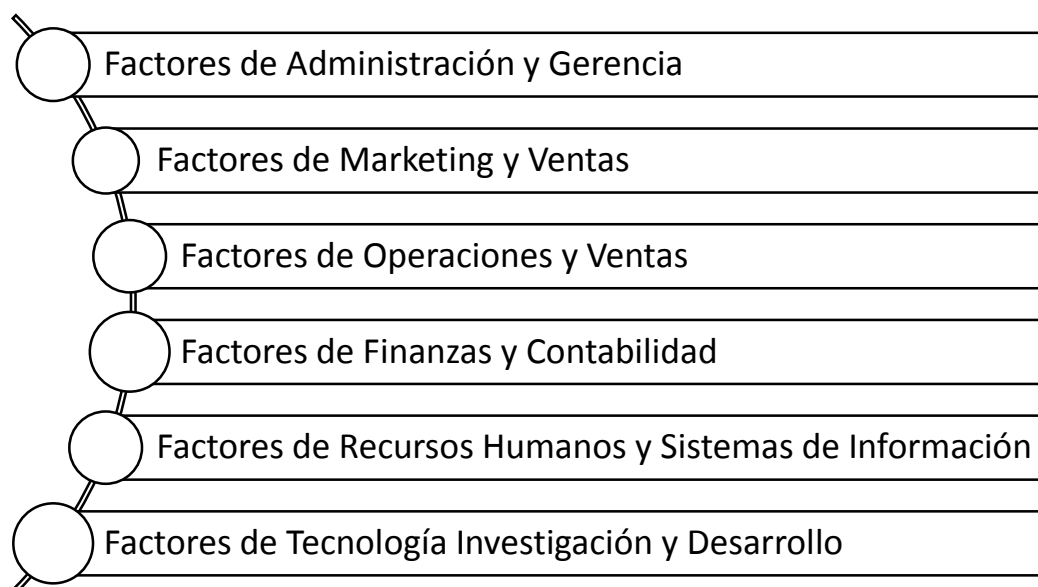 Factores de Administración y Gerencia
Factores de Marketing y Ventas
Factores de Operaciones y Ventas
Factores de Finanzas y Contabilidad
Factores de Recursos Humanos y Sistemas de Información
Factores de Tecnología Investigación y Desarrollo